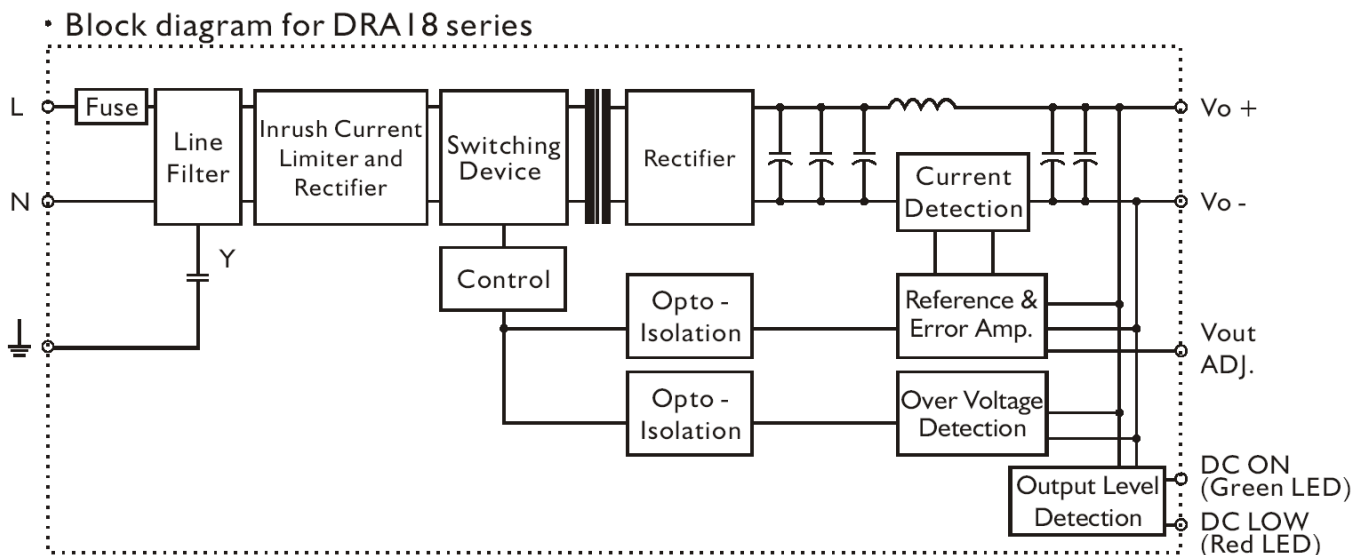 • Block diagram for DRA18 series
L
Fuse
Line
Filter
Inrush Current
Limiter and
Rectifier
Switching
Device
Rectifier
Vo +
N
Current
Detection
Vo -
Y
Control
Opto -
Isolation
Reference &
Error Amp.
Vout
ADJ.
Opto -
Isolation
Over Voltage
Detection
Output Level
Detection
DC ON
(Green LED)
DC LOW
(Red LED)